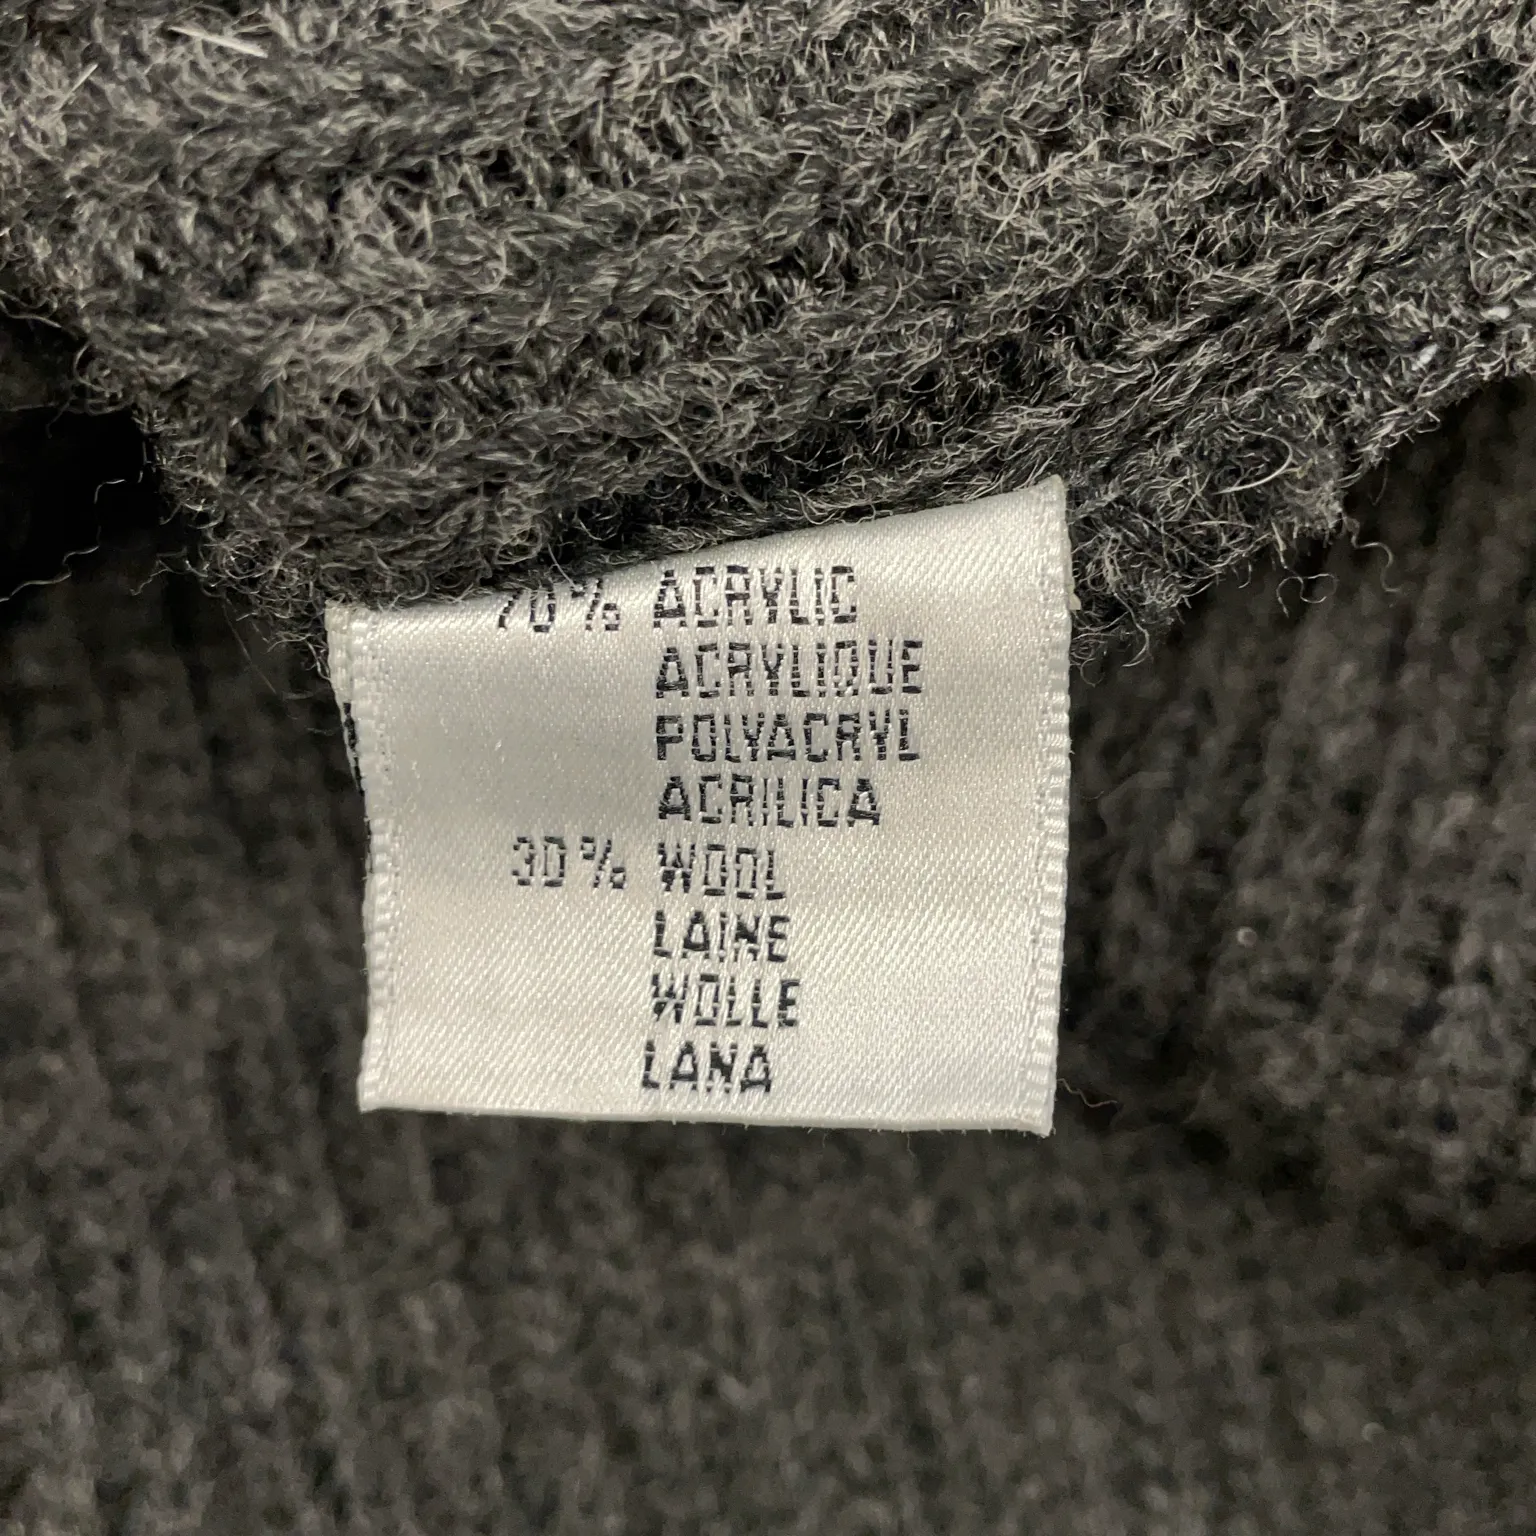 70% ACRYLIC
ACRYLIQUE
POLYACRYL
ACRILICA
30% WOOL
LAINE
WOLLE
LANA